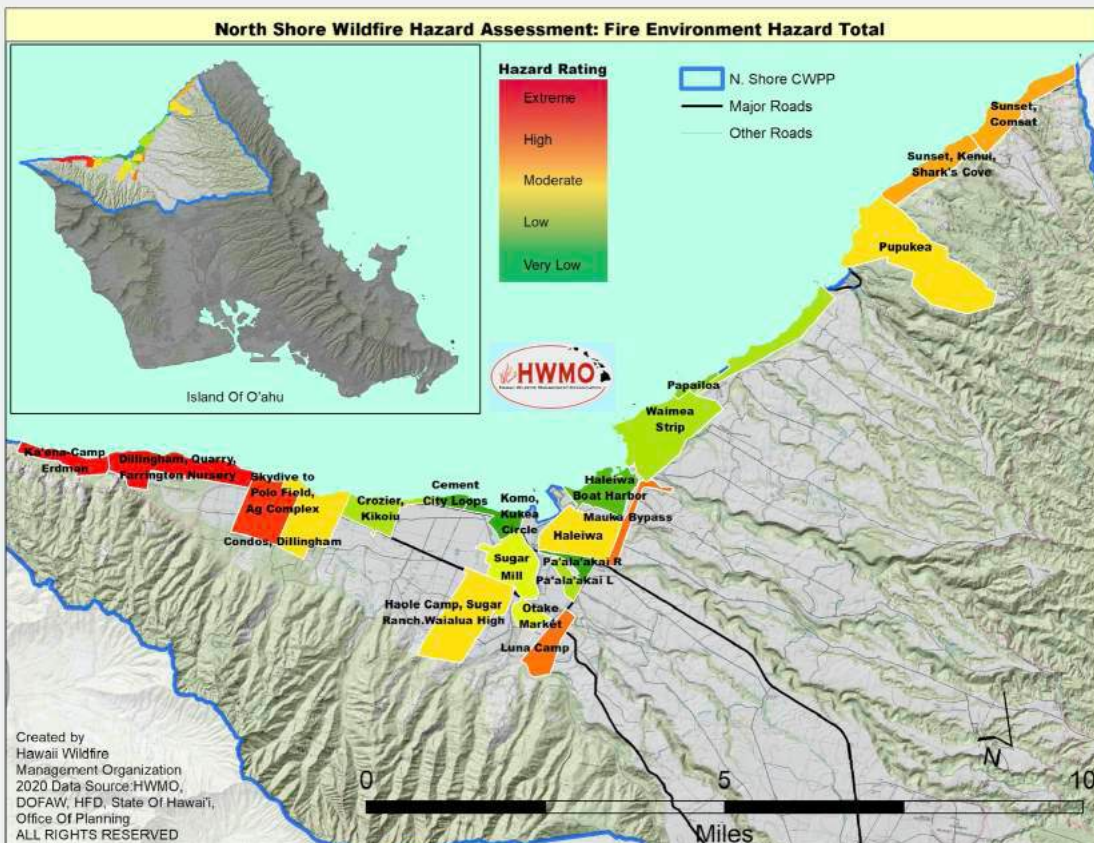 North Shore Wildfire Hazard Assessment: Fire Environment Hazard Total
Island Of O'ahu
Hazard Rating
Extreme
High
Moderate
Low
Very Low
N. Shore CWPP
Major Roads
Other Roads
HWMO
Sunset,
Comsat
Sunset, Kenui,
Shark's Cove
Pupukea
Papailoa
Waimea
Strip
Haleiwa
Boat Harbor
Mauka Bypass
Haleiwa
Pa'ala'akai R
Pa'ala'akai L
Ka'ena-Camp
Erdman
Dillingham, Quarry,
Farrington Nursery
Skydive to
Polo Field,
Ag Complex
Condos, Dillingham
Crozier,
Kikoiu
Cement
City Loops
Komo,
Kukea
Circle
Sugar
Mill
Haole Camp, Sugar
Ranch.Waialua High
Otake
Market
Luna Camp
Created by
Hawaii Wildfire
Management Organization
2020 Data Source:HWMO,
DOFAW, HFD, State Of Hawai'i,
Office Of Planning
ALL RIGHTS RESERVED
N
0
5
10
Miles